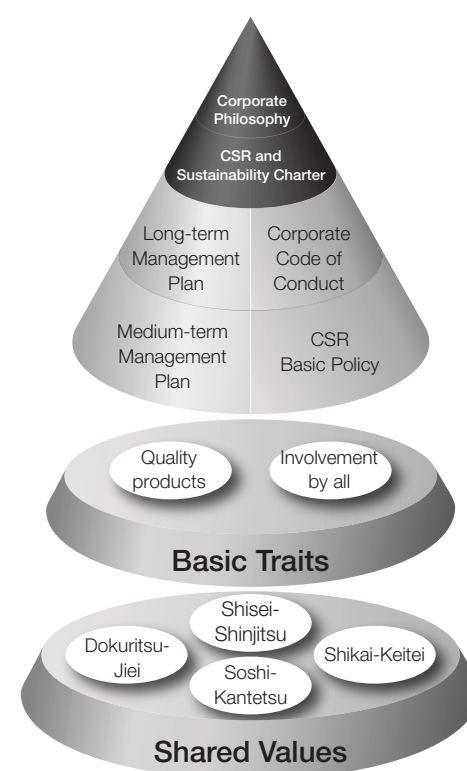 Corporate
Philosophy
CSR and
Sustainability Charter
Long-term
Management
Plan
Corporate
Code of
Conduct
Medium-term
Management
Plan
CSR
Basic Policy
Quality
products
Involvement
by all
Basic Traits
Shisei-
Shinjitsu
Dokuritsu-
Jiei
Shikai-Keitei
Soshi-
Kantetsu
Shared Values